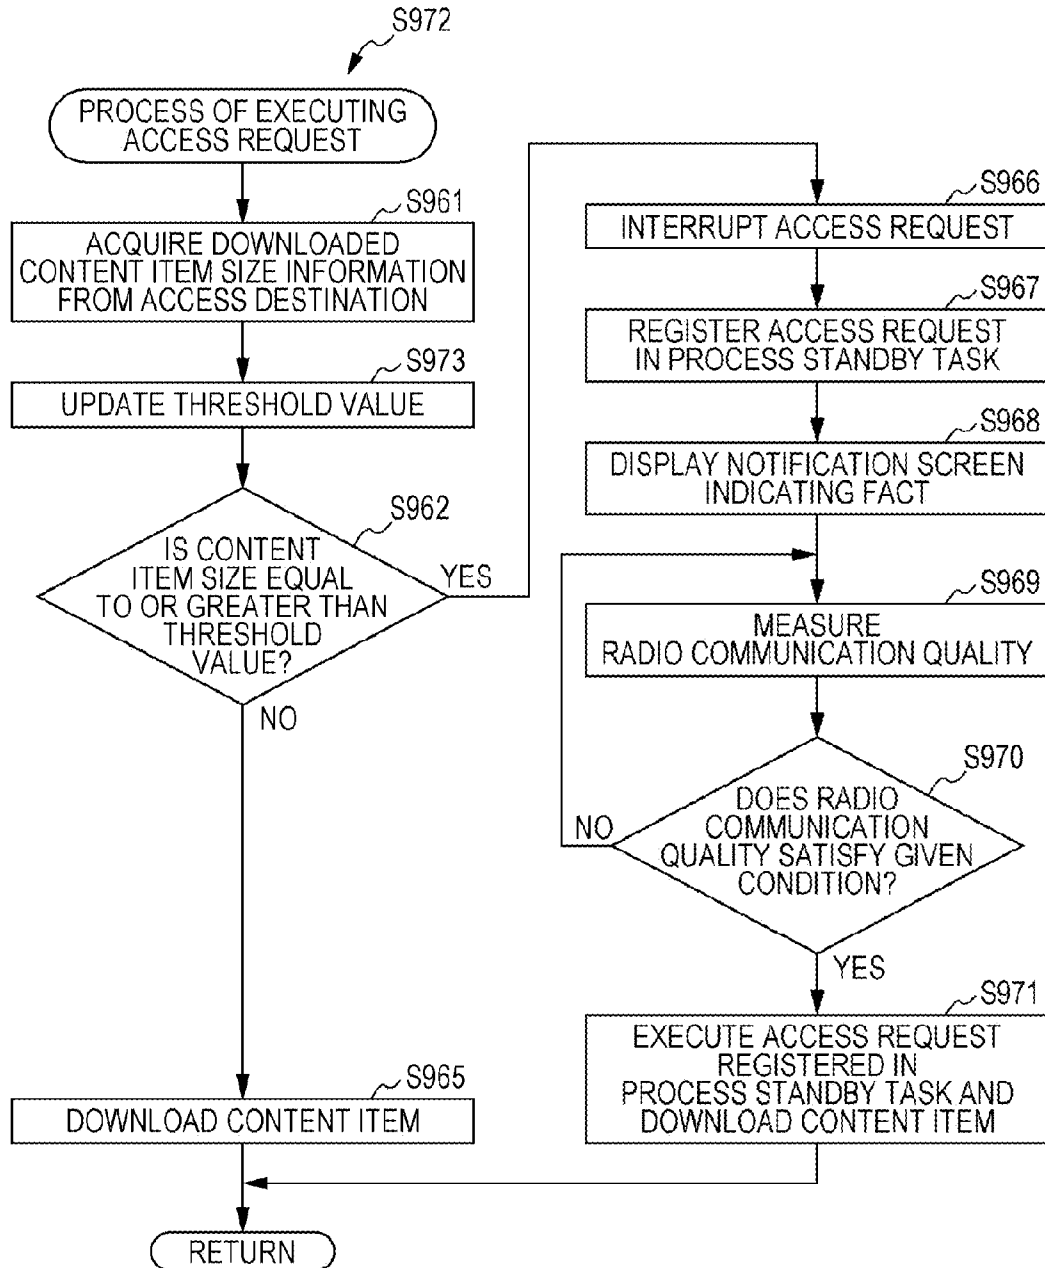 S972
PROCESS OF EXECUTING
ACCESS REQUEST
S961
ACQUIRE DOWNLOADED
CONTENT ITEM SIZE INFORMATION
FROM ACCESS DESTINATION
S973
UPDATE THRESHOLD VALUE
S962
IS CONTENT
ITEM SIZE EQUAL
TO OR GREATER THAN
THRESHOLD
VALUE?
YES
NO
S965
DOWNLOAD CONTENT ITEM
S966
INTERRUPT ACCESS REQUEST
S967
REGISTER ACCESS REQUEST
IN PROCESS STANDBY TASK
S968
DISPLAY NOTIFICATION SCREEN
INDICATING FACT
S969
MEASURE
RADIO COMMUNICATION QUALITY
S970
DOES RADIO
COMMUNICATION
QUALITY SATISFY GIVEN
CONDITION?
NO
YES
S971
EXECUTE ACCESS REQUEST
REGISTERED IN
PROCESS STANDBY TASK AND
DOWNLOAD CONTENT ITEM
RETURN